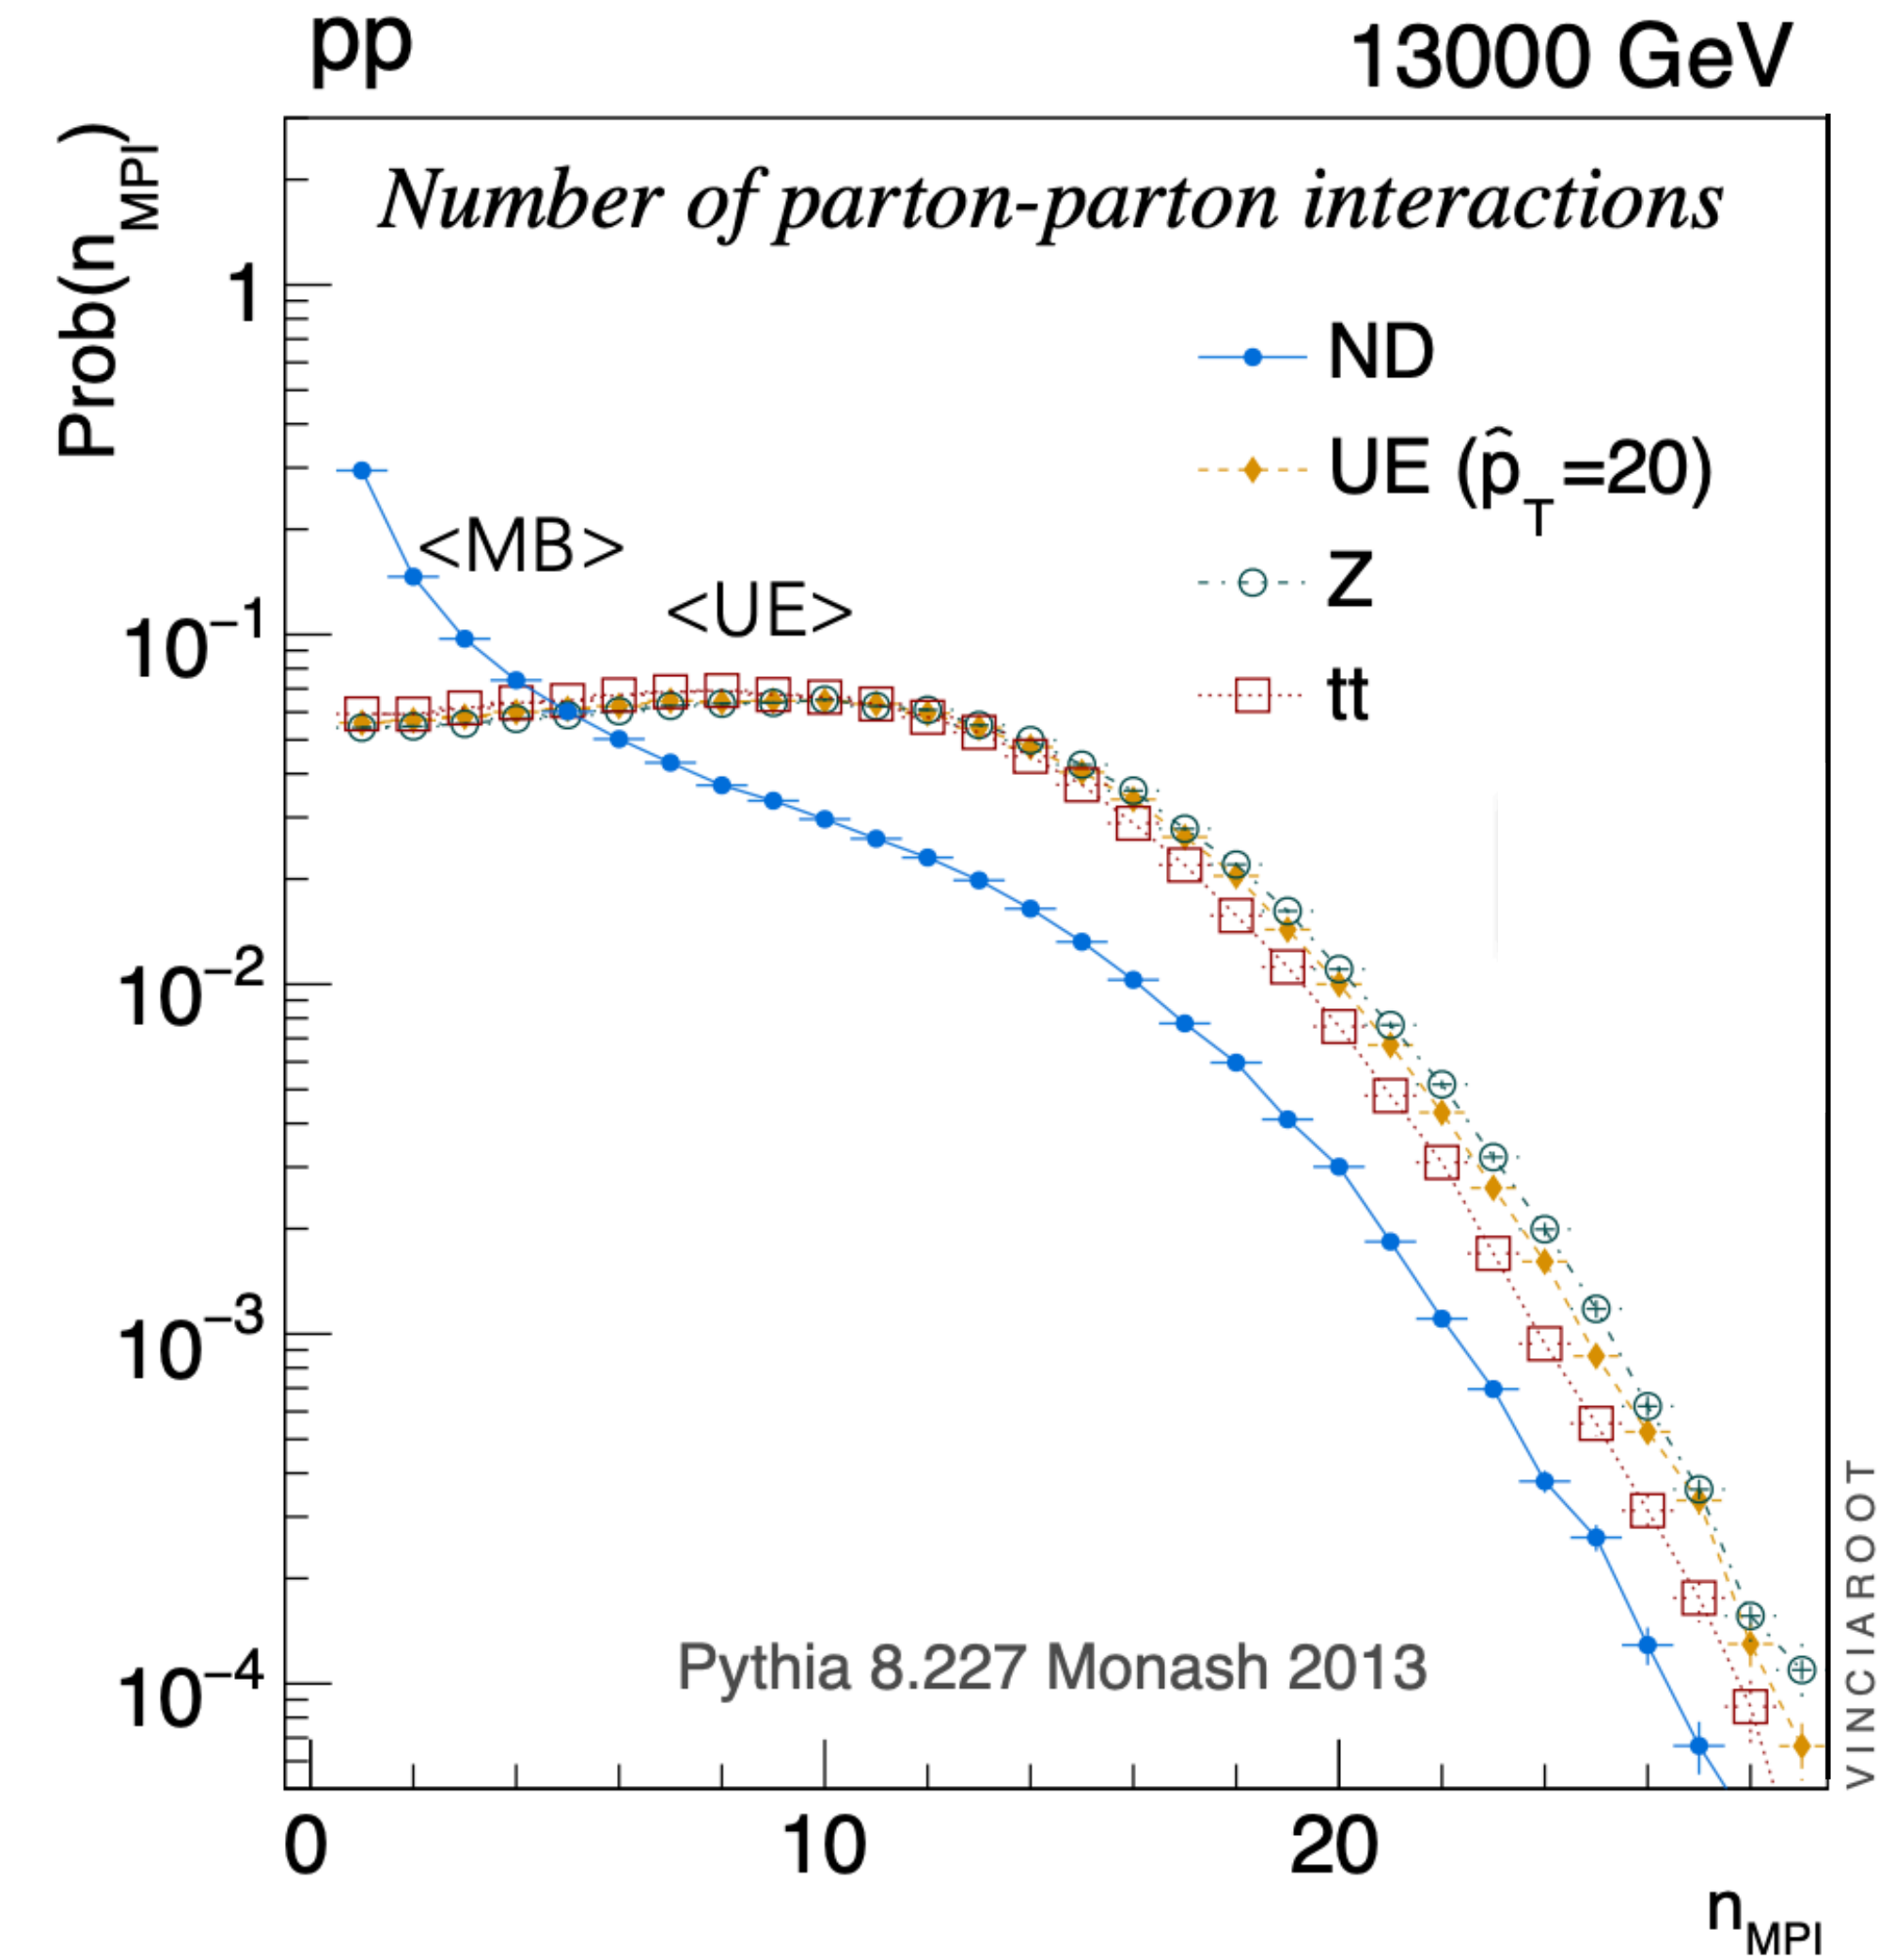 pp 13000 GeV
Prob(n_MPI)
Number of parton-parton interactions
1
ND
UE (p̂_T=20)
<MB>
Z
<UE>
10⁻¹
tt
10⁻²
10⁻³
Pythia 8.227 Monash 2013
10⁻⁴
0 10 20
n_MPI
VINCIAROOT